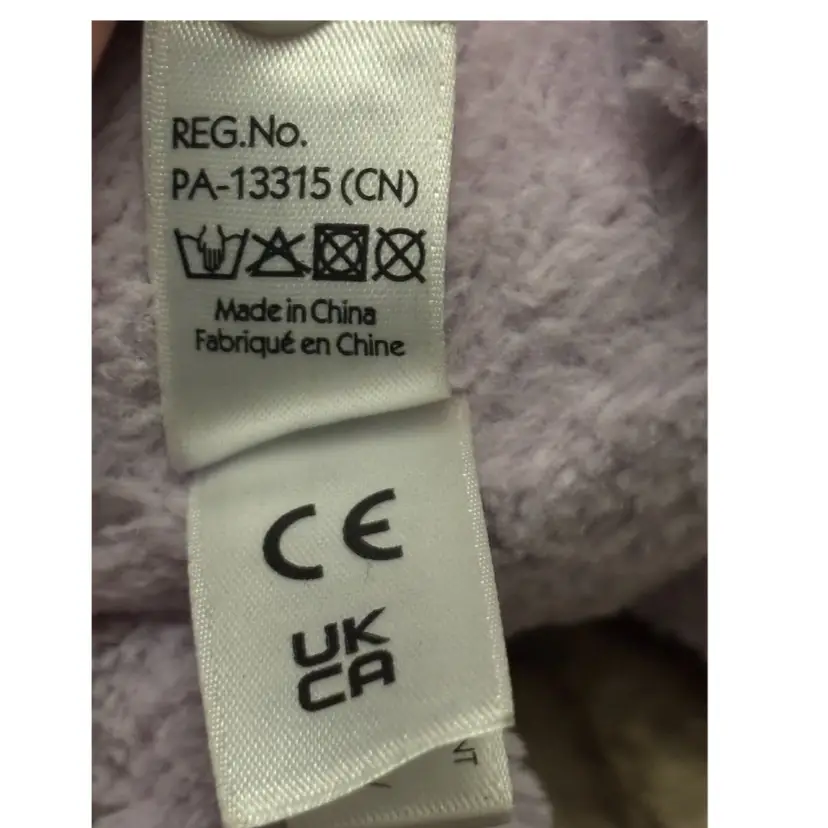 REG.No.
PA-13315 (CN)
Made in China
Fabriqué en Chine
CE
UK
CA